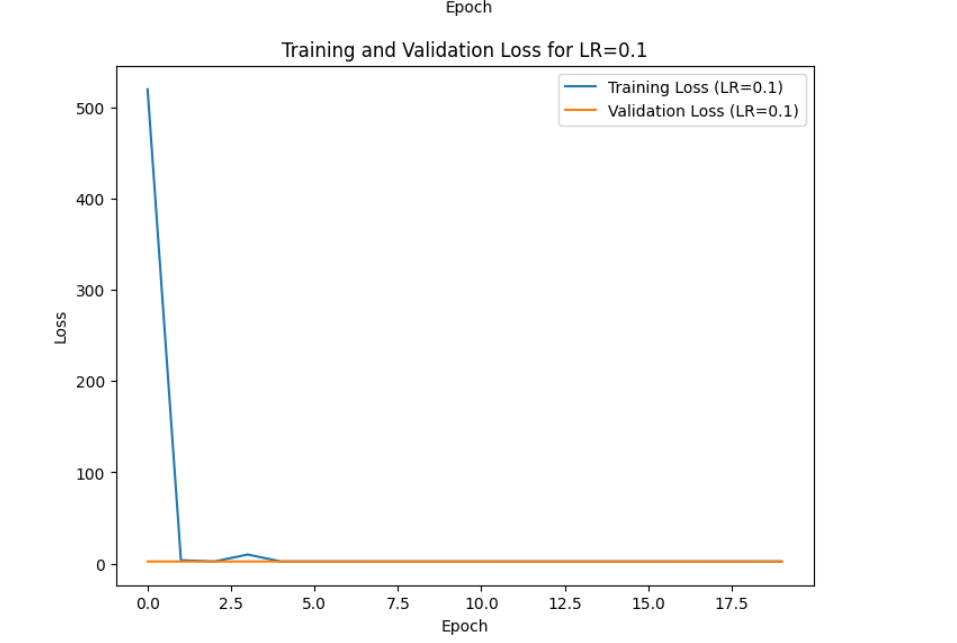 Epoch
Training and Validation Loss for LR=0.1
Training Loss (LR=0.1)
Validation Loss (LR=0.1)
500
400
300
200
100
0
Loss
0.0 2.5 5.0 7.5 10.0 12.5 15.0 17.5
Epoch